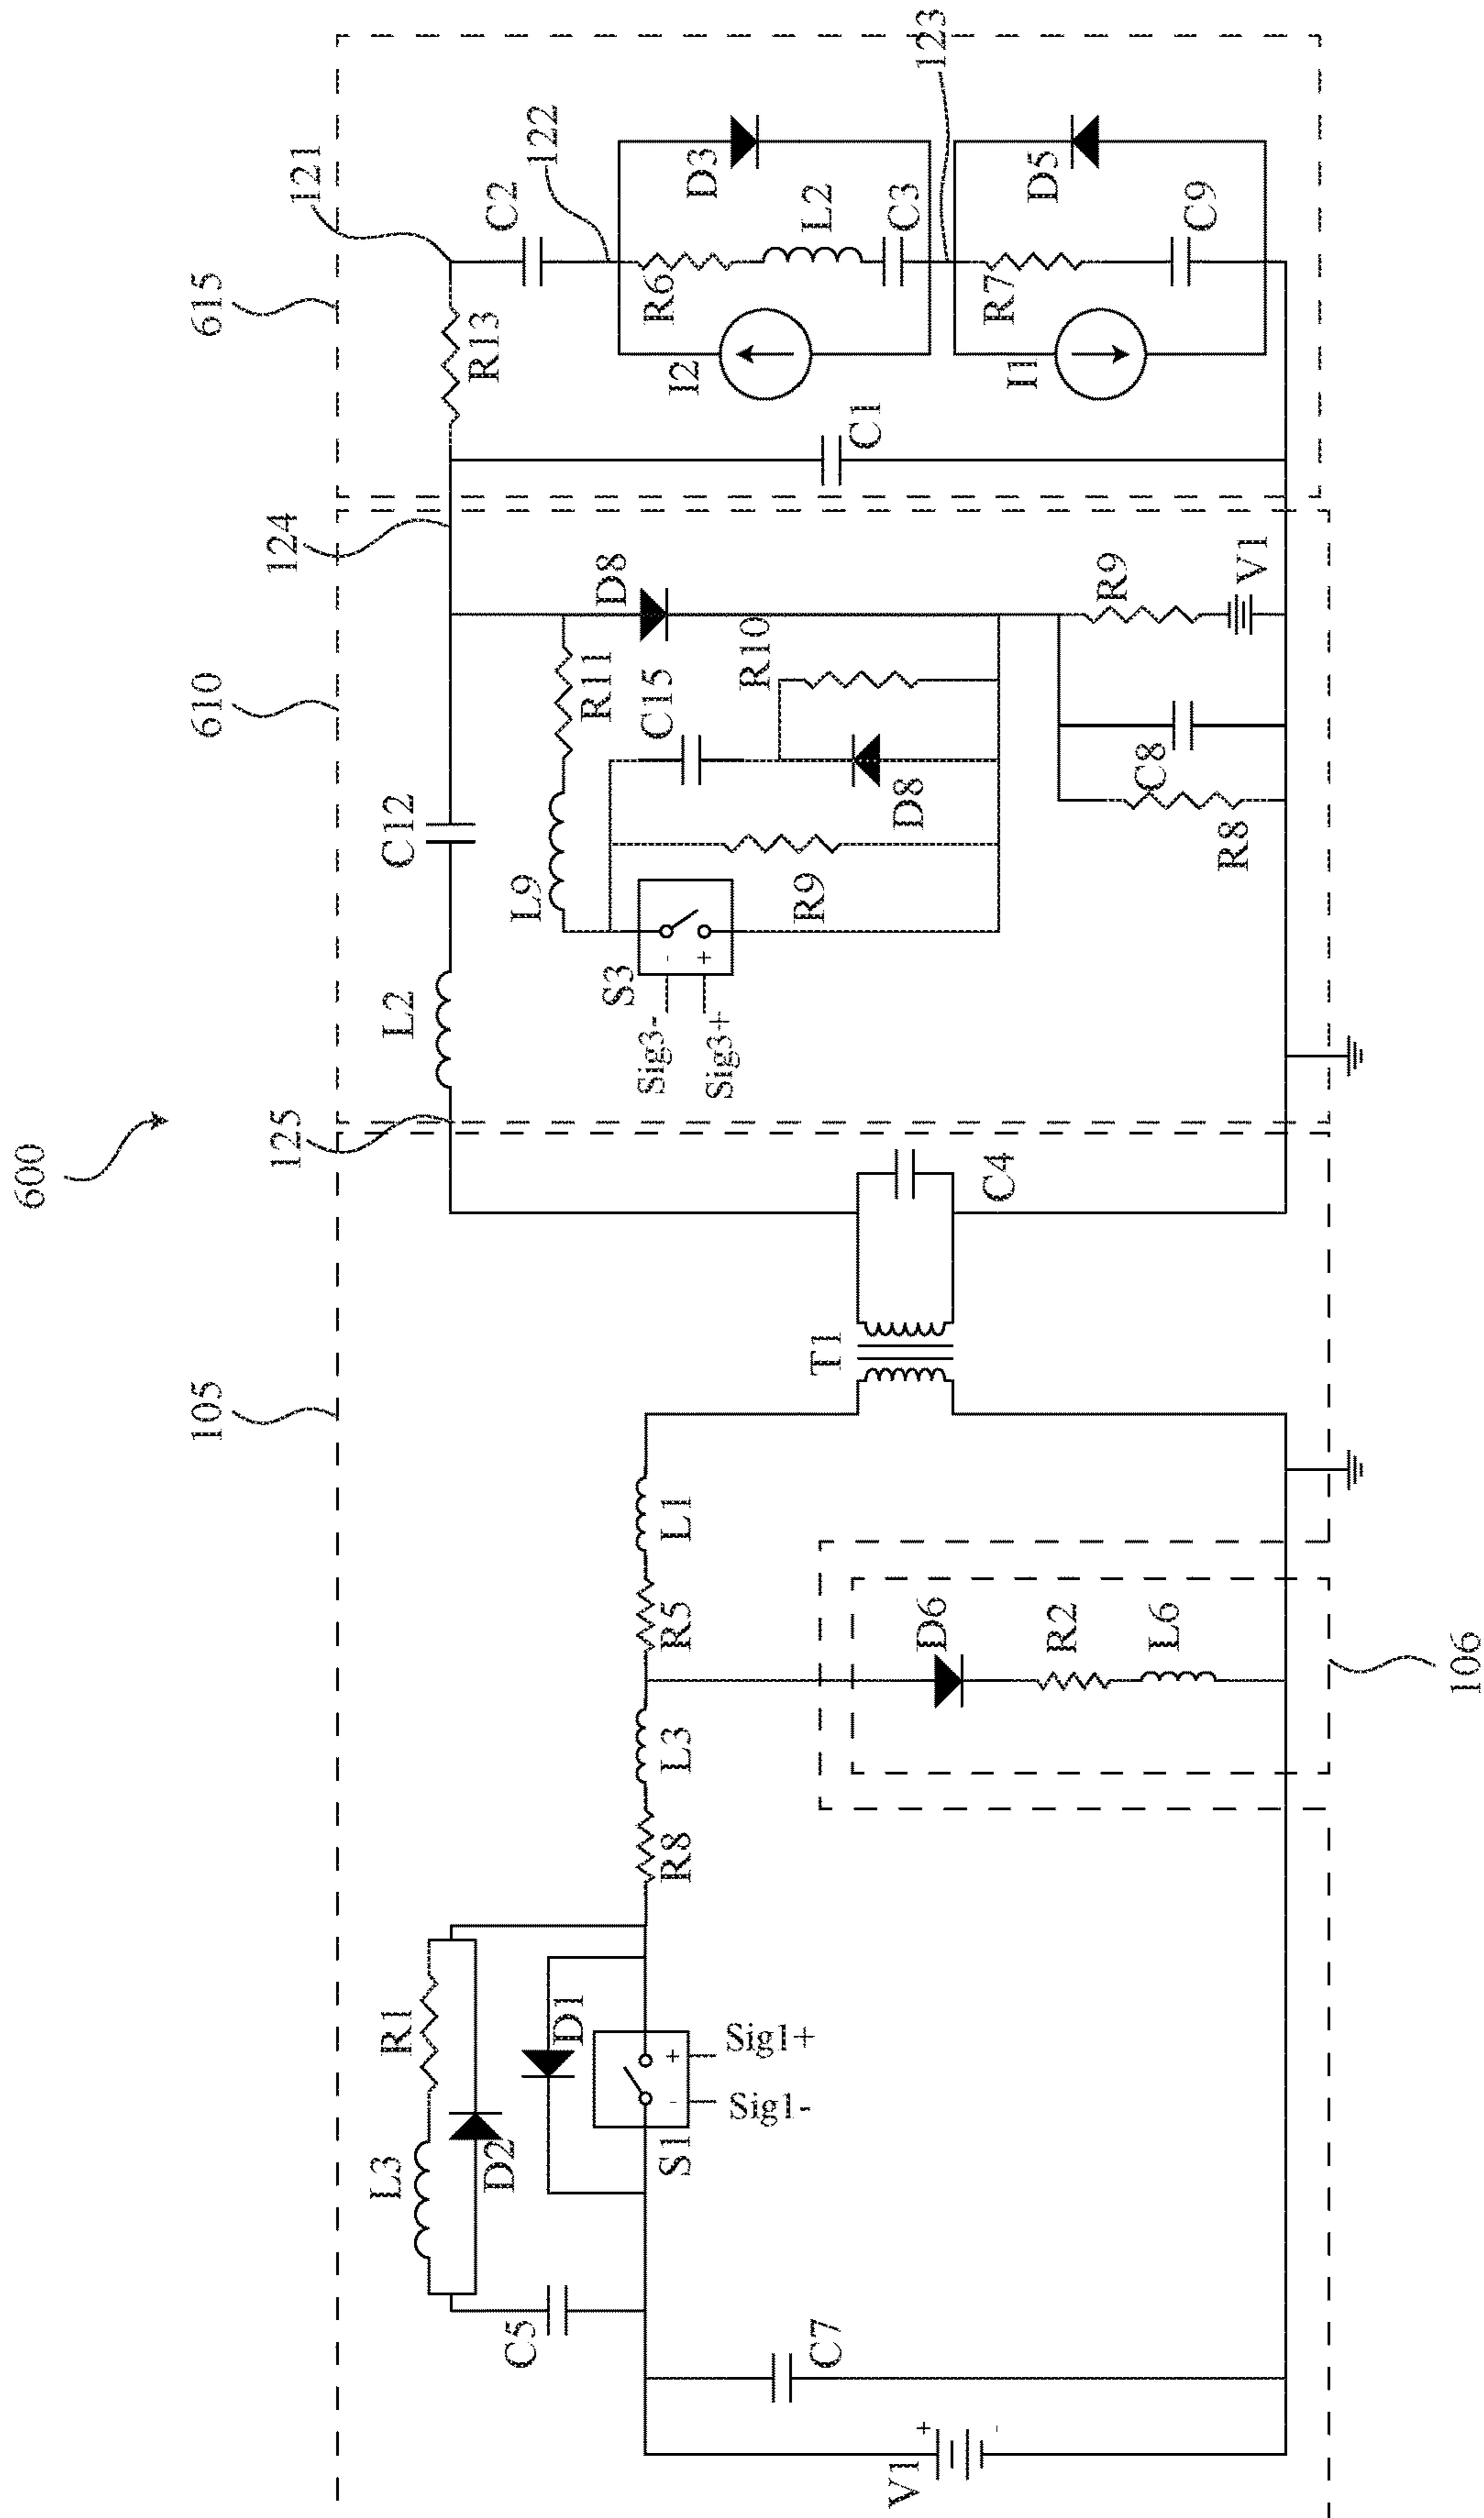 600
105
610
615
125
124
121
122
123
106
L3
R1
D2
D1
C5
S1
Sig1+
Sig1-
+
-
C7
V1
+
-
R8
L3
R5
L1
D6
R2
L6
T1
C4
L2
C12
L9
R11
D8
S3
-
+
Sig3-
Sig3+
R9
C15
D8
R10
R8
C8
R9
V1
R13
C1
C2
I2
R6
L2
C3
D3
I1
R7
C9
D5